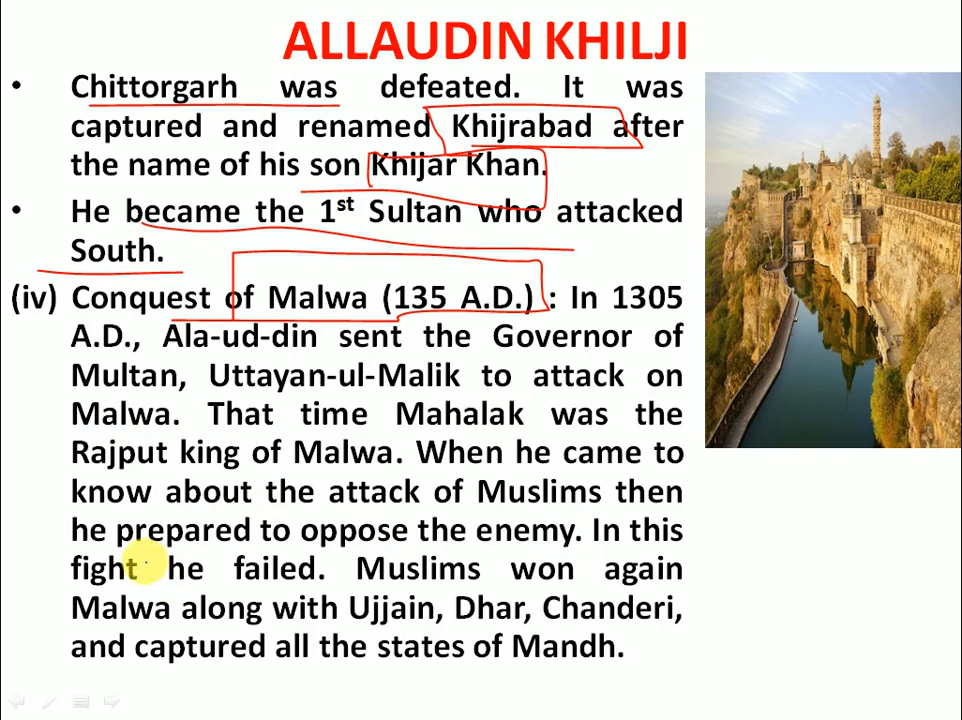 ALLAUDIN KHILJI
• Chittorgarh was defeated. It was
captured and renamed Khijrabad after
the name of his son Khijar Khan.
• He became the 1st Sultan who attacked
South.
(iv) Conquest of Malwa (135 A.D.) : In 1305
A.D., Ala-ud-din sent the Governor of
Multan, Uttayan-ul-Malik to attack on
Malwa. That time Mahalak was the
Rajput king of Malwa. When he came to
know about the attack of Muslims then
he prepared to oppose the enemy. In this
fight he failed. Muslims won again
Malwa along with Ujjain, Dhar, Chanderi,
and captured all the states of Mandh.